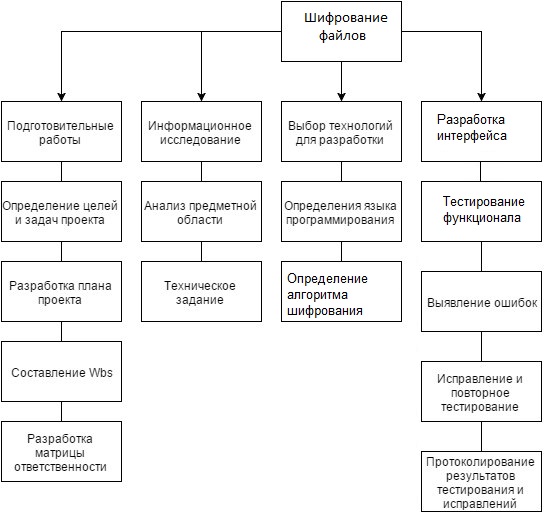 Шифрование
файлов
Подготовительные
работы
Информационное
исследование
Выбор технологий
для разработки
Разработка
интерфейса
Определение целей
и задач проекта
Анализ предметной
области
Определения языка
программирования
Тестирование
функционала
Разработка плана
проекта
Техническое
задание
Определение
алгоритма
шифрования
Выявление ошибок
Составление Wbs
Исправление и
повторное
тестирование
Разработка
матрицы
ответственности
Протоколирование
результатов
тестирования и
исправлений